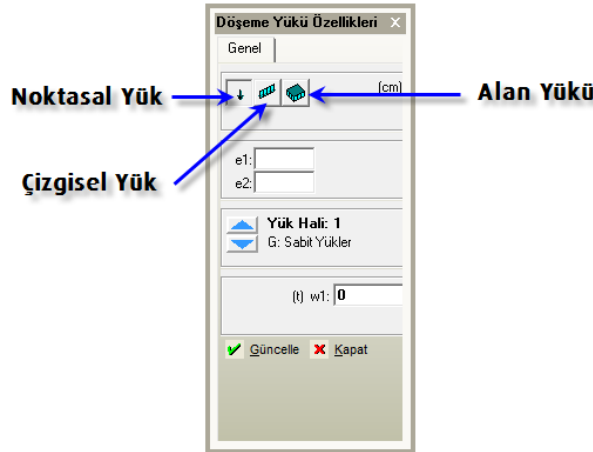 Döşeme Yükü Özellikleri X
Genel
Noktasal Yük
(cm)
Alan Yükü
Çizgisel Yük
e1:
e2:
Yük Hali: 1
G: Sabit Yükler
(t) w1: 0
Güncelle Kapat